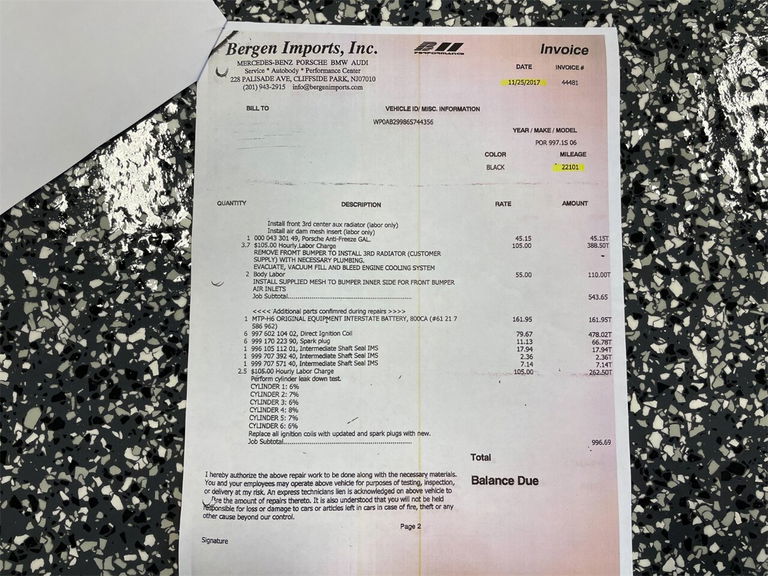 Bergen Imports, Inc.
BII
PERFORMANCE
Invoice
MERCEDES-BENZ PORSCHE BMW AUDI
Service * Autobody * Performance Center
228 PALISADE AVE, CLIFFSIDE PARK, NJ07010
(201) 943-2915 info@bergenimports.com
DATE INVOICE #
11/25/2017 44481
BILL TO
VEHICLE ID/ MISC. INFORMATION
WP0AB29986S744356
YEAR / MAKE / MODEL
POR 997.1S 06
COLOR MILEAGE
BLACK 22101
QUANTITY DESCRIPTION RATE AMOUNT
Install front 3rd center aux radiator (labor only)
Install air dam mesh insert (labor only)
1 000 043 301 49, Porsche Anti-Freeze GAL. 45.15 45.15T
3.7 $105.00 Hourly Labor Charge 105.00 388.50T
REMOVE FROMT BUMPER TO INSTALL 3RD RADIATOR (CUSTOMER
SUPPLY) WITH NECESSARY PLUMBING.
EVACUATE, VACUUM FILL AND BLEED ENGINE COOLING SYSTEM
2 Body Labor 55.00 110.00T
INSTALL SUPPLIED MESH TO BUMPER INNER SIDE FOR FRONT BUMPER
AIR INLETS
Job Subtotal 543.65
<<<< Additional parts confimred during repairs >>>>
1 MTP-H6 ORIGINAL EQUIPMENT INTERSTATE BATTERY, 800CA (#61 21 7 161.95 161.95T
586 962)
6 997 602 104 02, Direct Ignition Coil 79.67 478.02T
6 999 170 223 90, Spark plug 11.13 66.78T
1 996 105 112 01, Intermediate Shaft Seal IMS 17.94 17.94T
1 999 707 392 40, Intermediate Shaft Seal IMS 2.36 2.36T
1 999 707 571 40, Intermediate Shaft Seal IMS 7.14 7.14T
2.5 $105.00 Hourly Labor Charge 105.00 262.50T
Perform cylinder leak down test.
CYLINDER 1: 6%
CYLINDER 2: 7%
CYLINDER 3: 6%
CYLINDER 4: 8%
CYLINDER 5: 7%
CYLINDER 6: 6%
Replace all ignition coils with updated and spark plugs with new.
Job Subtotal 996.69
Total
I hereby authorize the above repair work to be done along with the necessary materials.
You and your employees may operate above vehicle for purposes of testing, inspection,
or delivery at my risk. An express technicians lien is acknowledged on above vehicle to
the amount of repairs thereto. It is also understood that you will not be held
responsible for loss or damage to cars or articles left in cars in case of fire, theft or any
other cause beyond our control.
Balance Due
Page 2
Signature